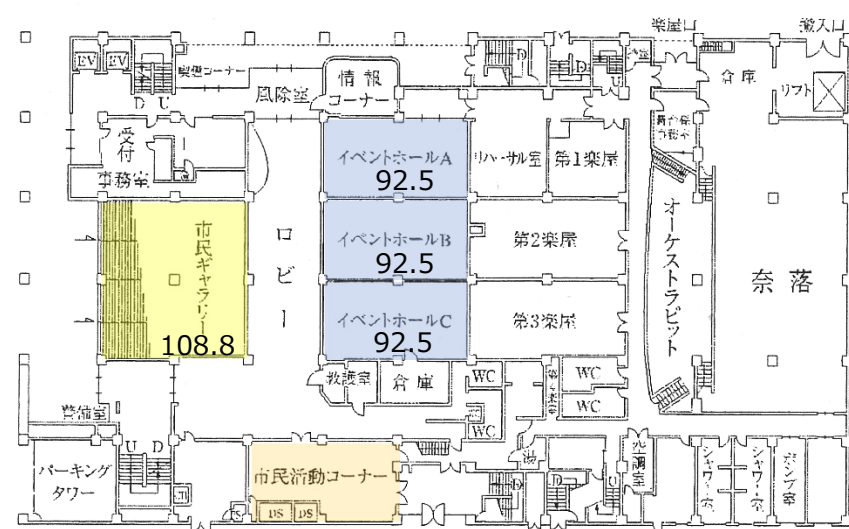 楽屋口
搬入口
EV
EV
喫煙コーナー
D U
風除室
情報
コーナー
D
D
U
倉庫
リフト
受付
事務室
イベントホールA
92.5
リハーサル室
第1楽屋
市民ギャラリー
108.8
ロビー
イベントホールB
92.5
第2楽屋
オーケストラピット
奈落
イベントホールC
92.5
第3楽屋
救護室
倉庫
WC
WC
WC
WC
警備室
U D
パーキング
タワー
市民活動コーナー
DS
DS
湯
D
D
U
空調室
シャワー室
シャワー室
ポンプ室